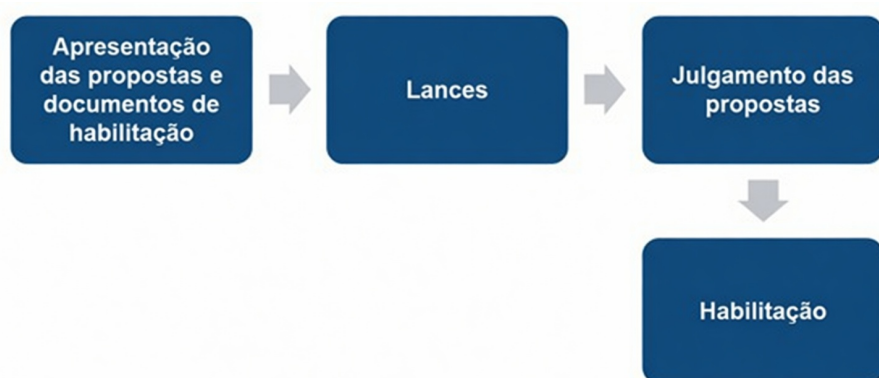 Apresentação
das propostas e
documentos de
habilitação
Lances
Julgamento das
propostas
Habilitação